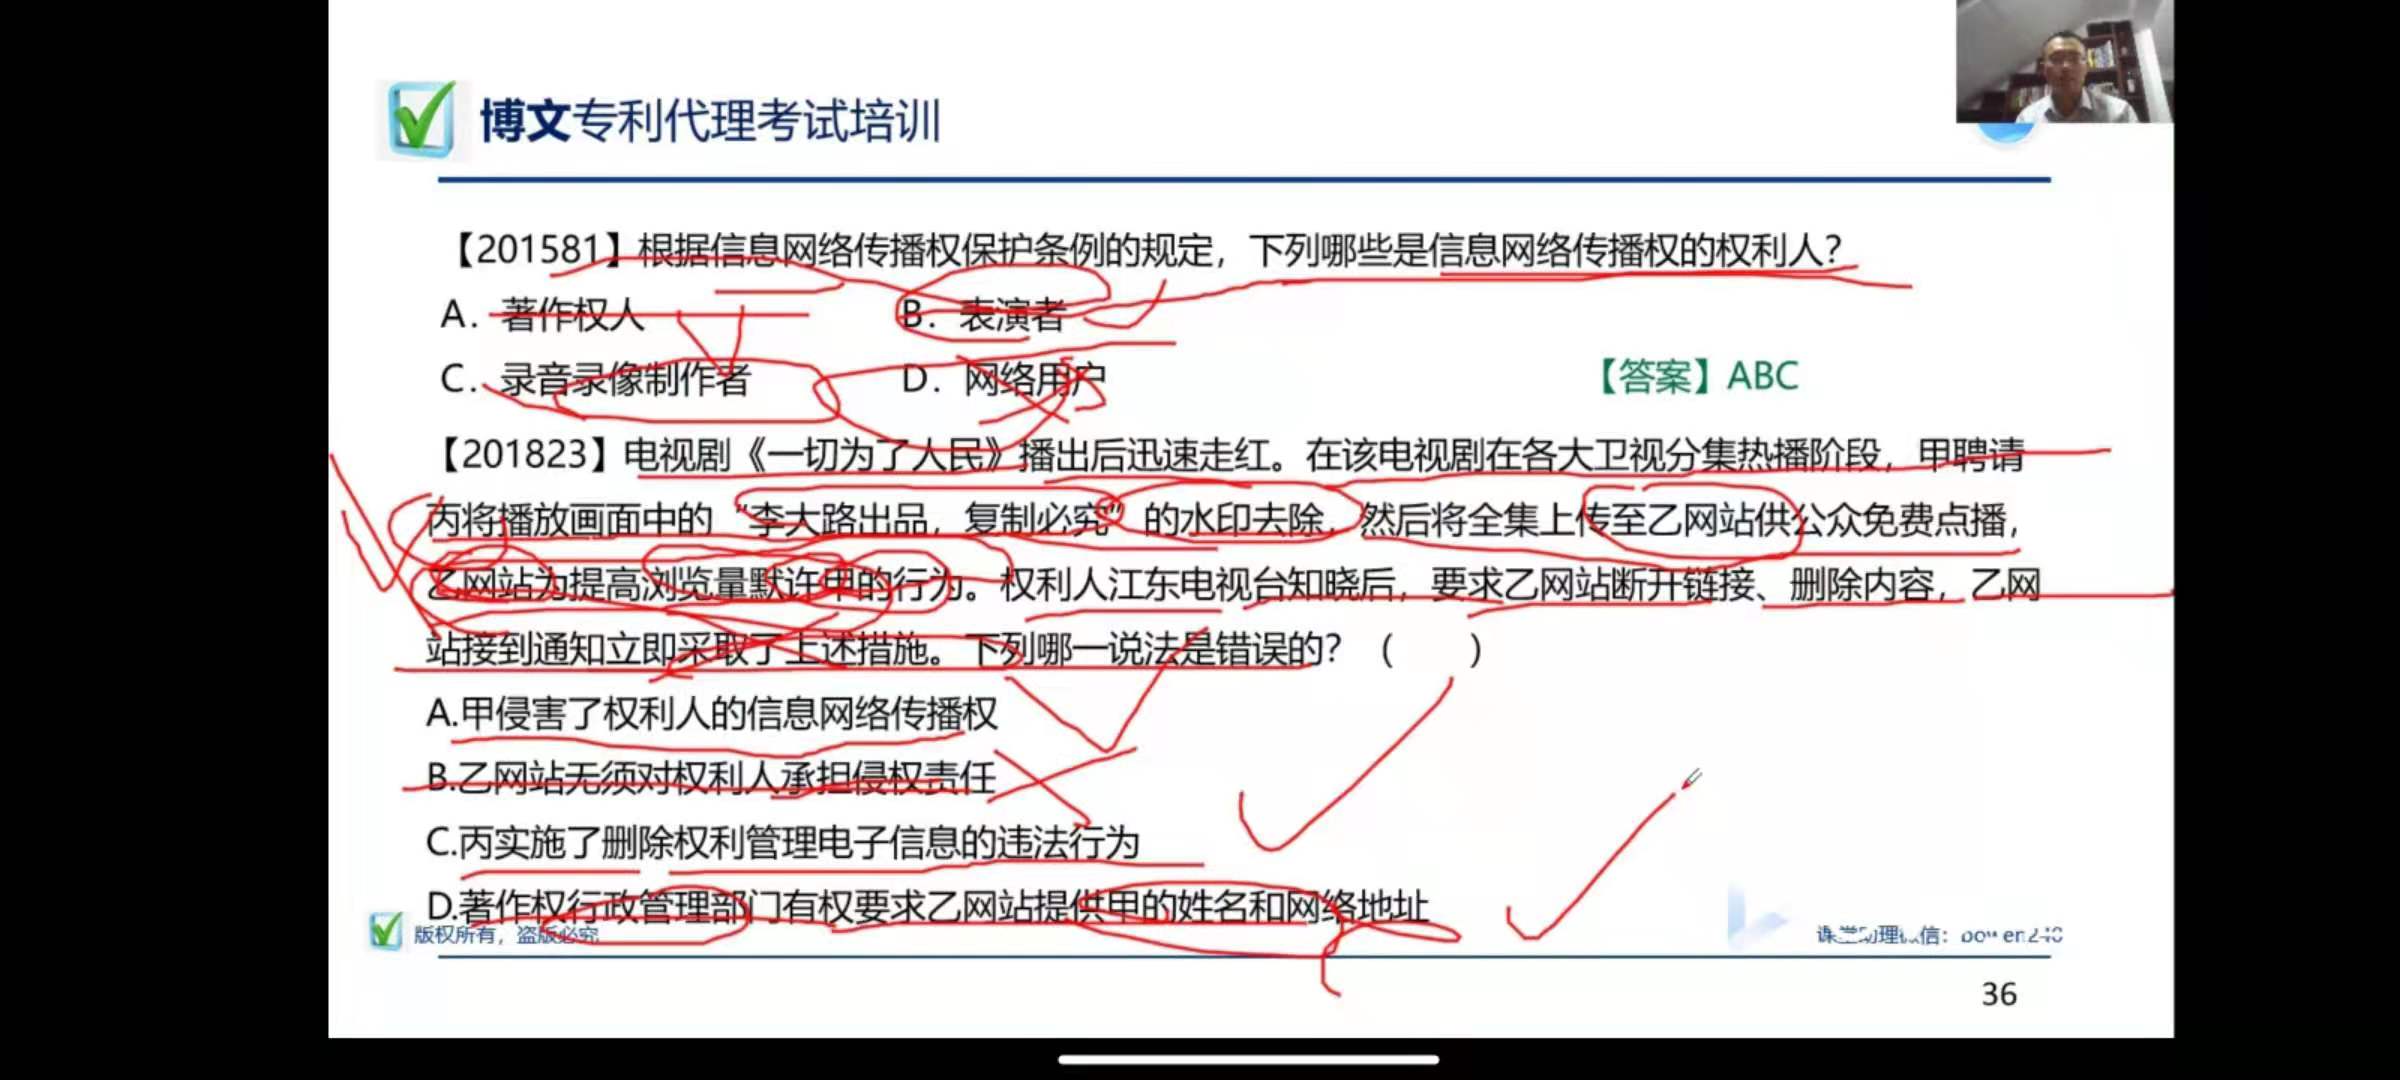 博文专利代理考试培训
【201581】根据信息网络传播权保护条例的规定，下列哪些是信息网络传播权的权利人？
A. 著作权人 B. 表演者
C. 录音录像制作者 D. 网络用户 【答案】ABC
【201823】电视剧《一切为了人民》播出后迅速走红。在该电视剧在各大卫视分集热播阶段，甲聘请
丙将播放画面中的“李大路出品，复制必究”的水印去除，然后将全集上传至乙网站供公众免费点播，
乙网站为提高浏览量默许甲的行为。权利人江东电视台知晓后，要求乙网站断开链接、删除内容，乙网
站接到通知立即采取了上述措施。下列哪一说法是错误的？（ ）
A.甲侵害了权利人的信息网络传播权
B.乙网站无须对权利人承担侵权责任
C.丙实施了删除权利管理电子信息的违法行为
D.著作权行政管理部门有权要求乙网站提供甲的姓名和网络地址
版权所有，盗版必究
36